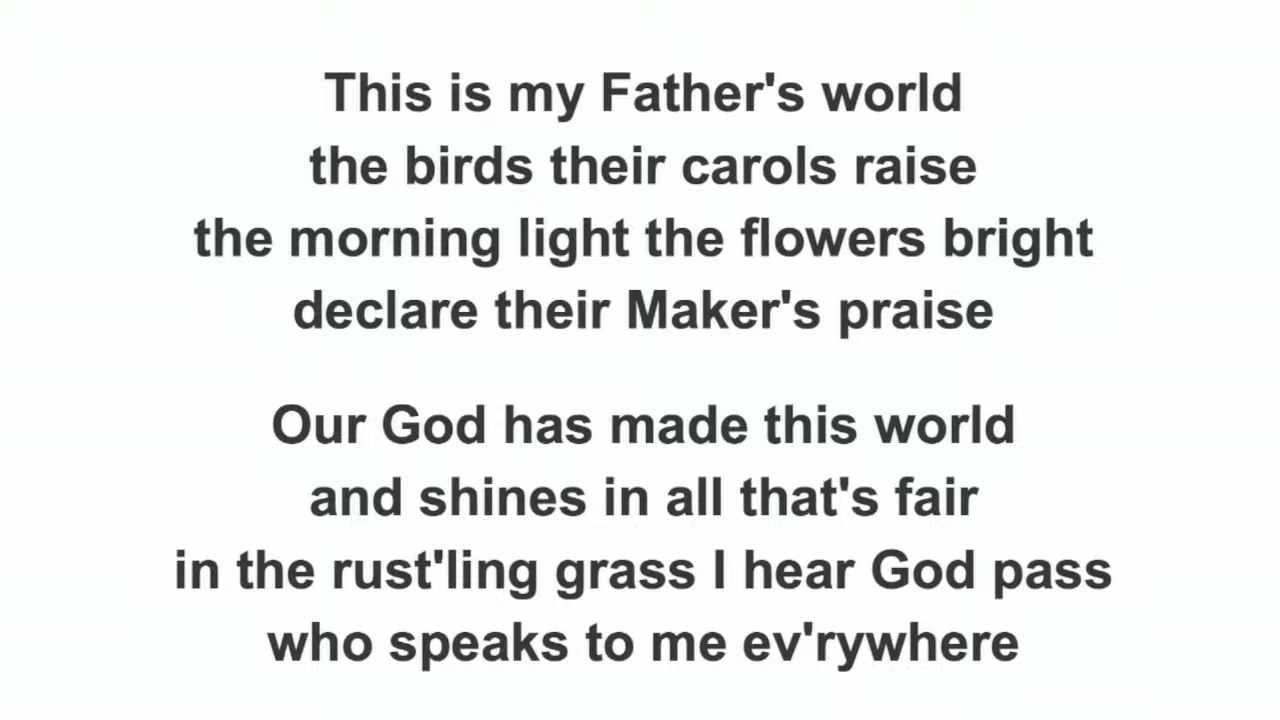 This is my Father's world
the birds their carols raise
the morning light the flowers bright
declare their Maker's praise
Our God has made this world
and shines in all that's fair
in the rust'ling grass I hear God pass
who speaks to me ev'rywhere